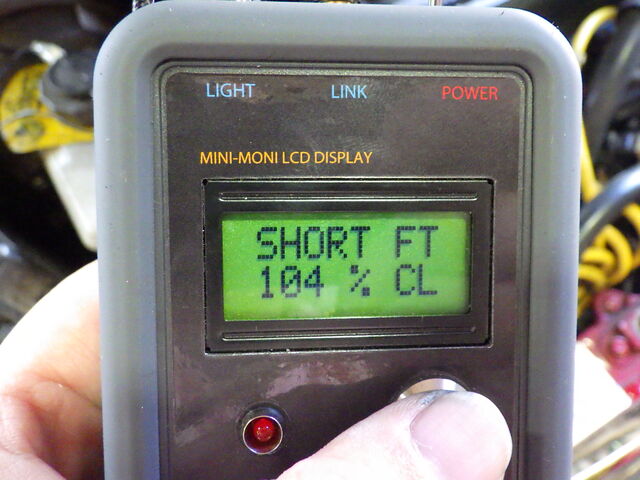 LIGHT LINK POWER
MINI-MONI LCD DISPLAY
SHORT FT
104 % CL